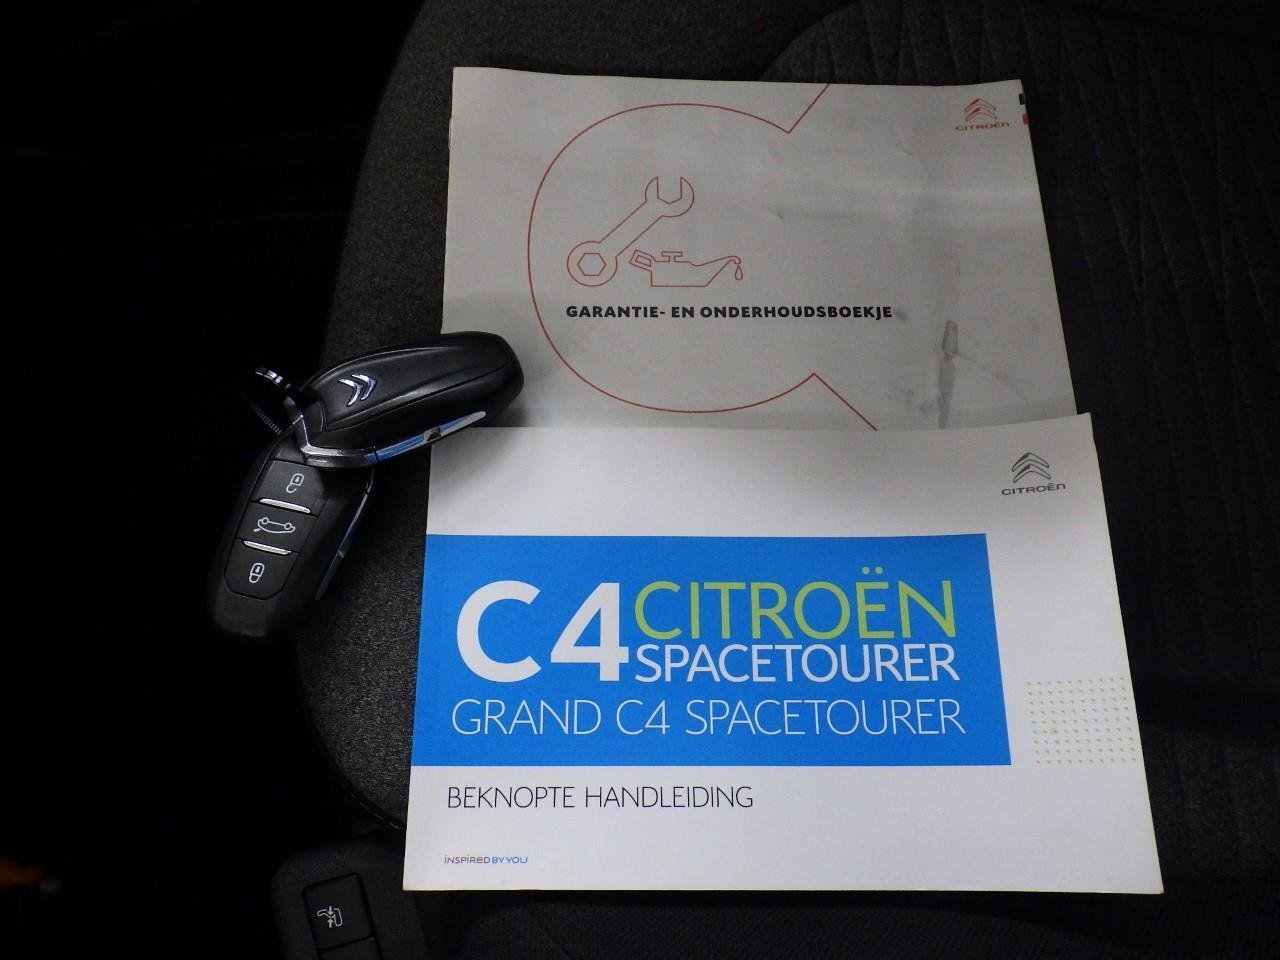 CITROËN
GARANTIE- EN ONDERHOUDSBOEKJE
CITROËN
C4 CITROËN
SPACETOURER
GRAND C4 SPACETOURER
BEKNOPTE HANDLEIDING
INSPIRED BY YOU